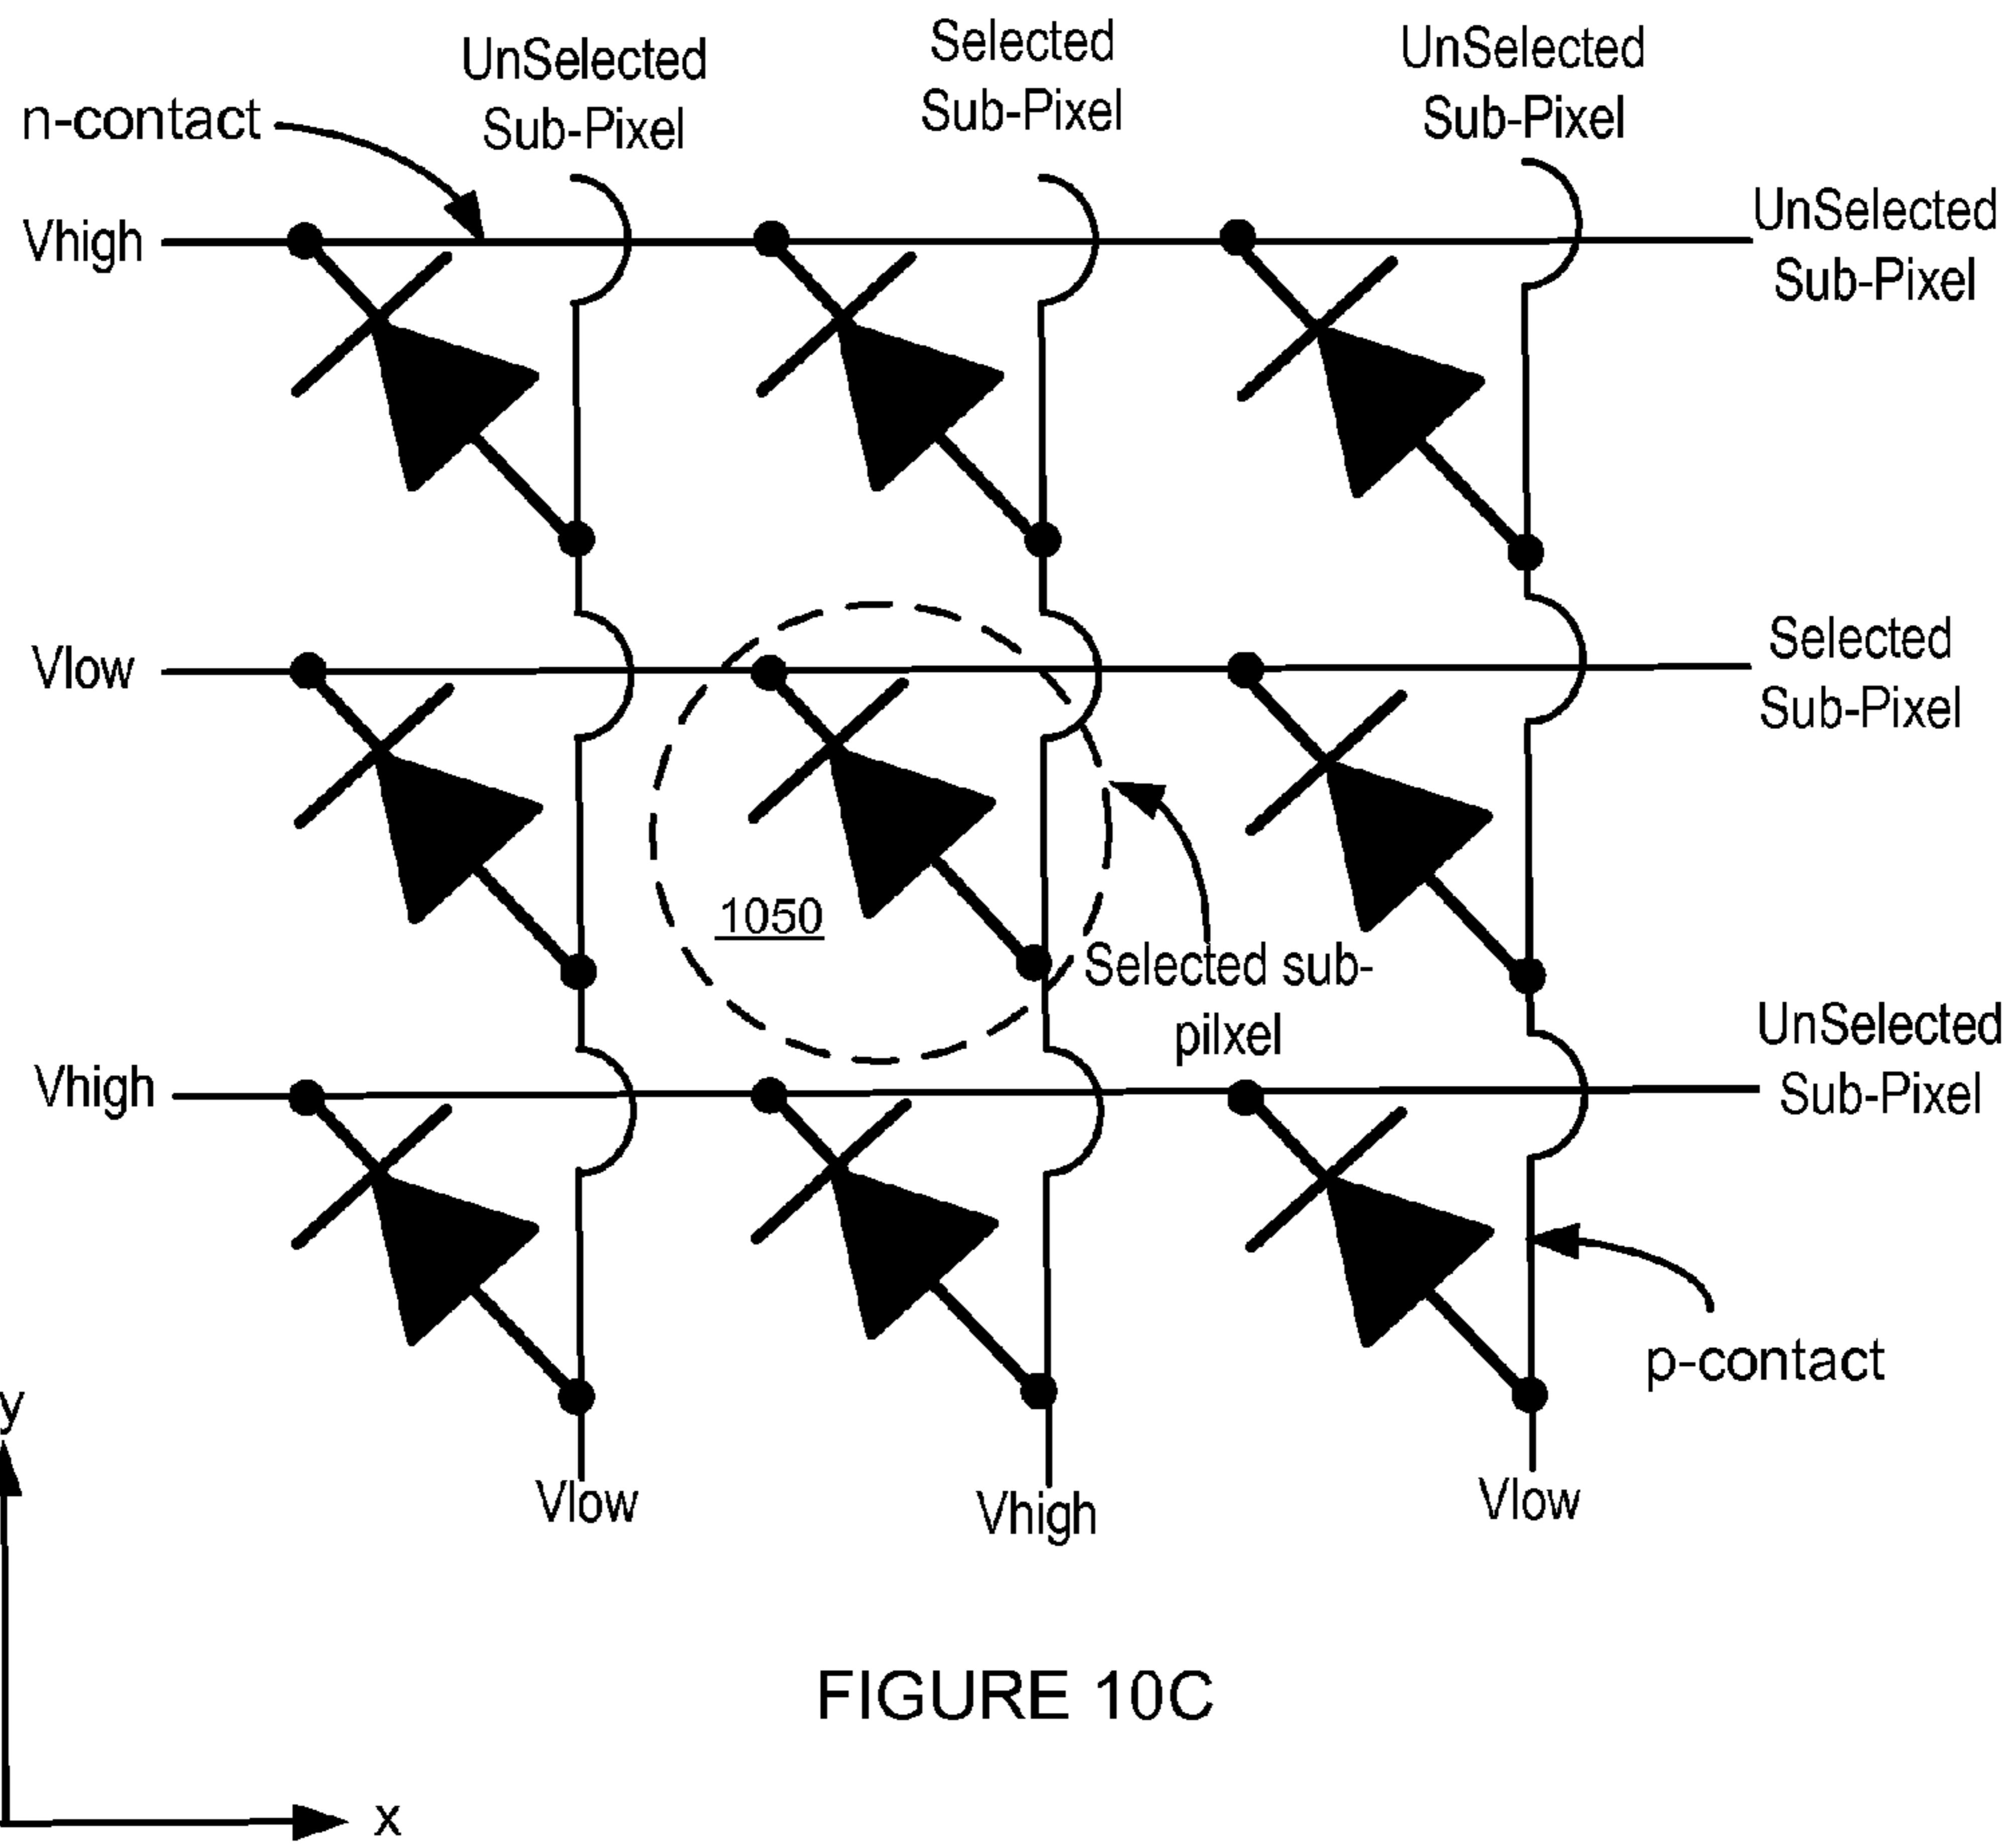 UnSelected
Sub-Pixel
Selected
Sub-Pixel
UnSelected
Sub-Pixel
n-contact
Vhigh
UnSelected
Sub-Pixel
Vlow
Selected
Sub-Pixel
1050
Selected sub-
pilxel
Vhigh
UnSelected
Sub-Pixel
p-contact
y
Vlow
Vhigh
Vlow
FIGURE 10C
x